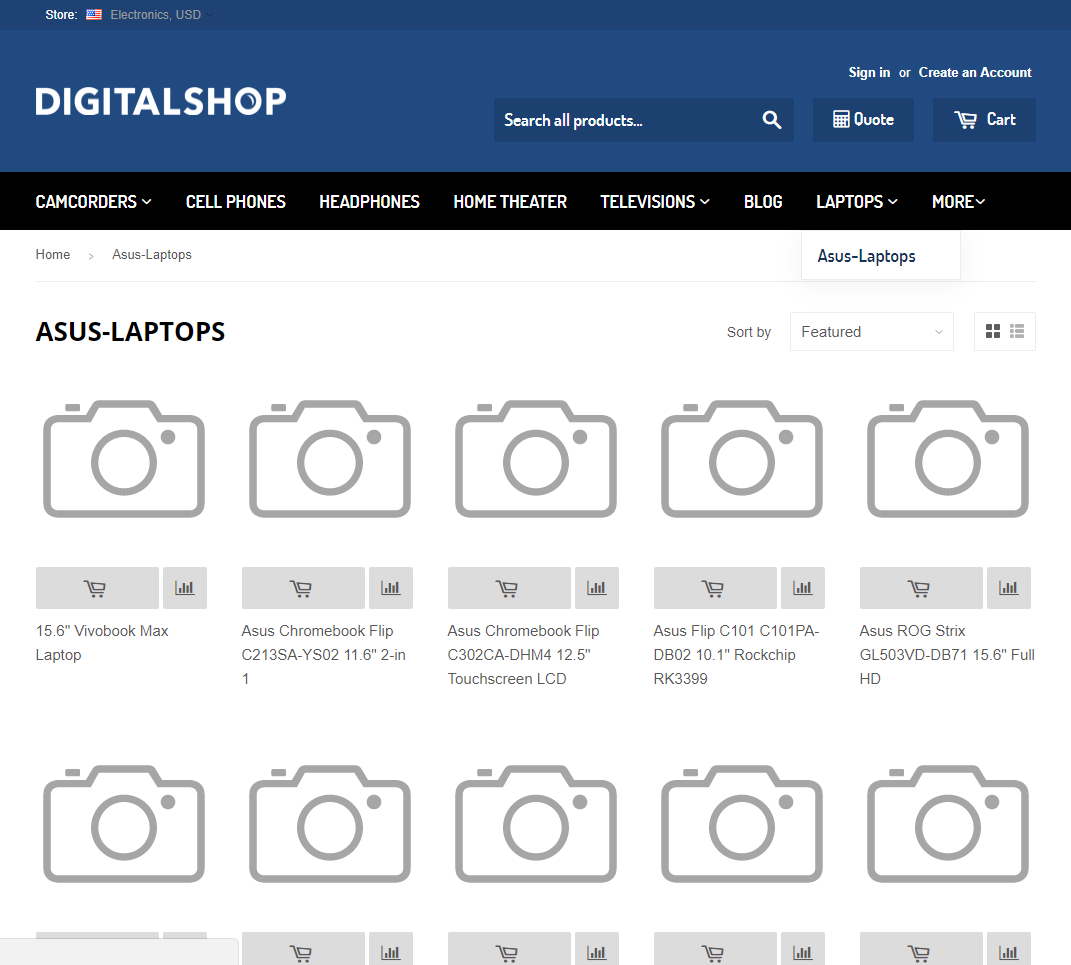 Store: Electronics, USD
Sign in or Create an Account
DIGITALSHOP
Search all products...
Quote
Cart
CAMCORDERS CELL PHONES HEADPHONES HOME THEATER TELEVISIONS BLOG LAPTOPS MORE
Home › Asus-Laptops
Asus-Laptops
ASUS-LAPTOPS
Sort by Featured
15.6" Vivobook Max
Laptop
Asus Chromebook Flip
C213SA-YS02 11.6" 2-in
1
Asus Chromebook Flip
C302CA-DHM4 12.5"
Touchscreen LCD
Asus Flip C101 C101PA-
DB02 10.1" Rockchip
RK3399
Asus ROG Strix
GL503VD-DB71 15.6" Full
HD